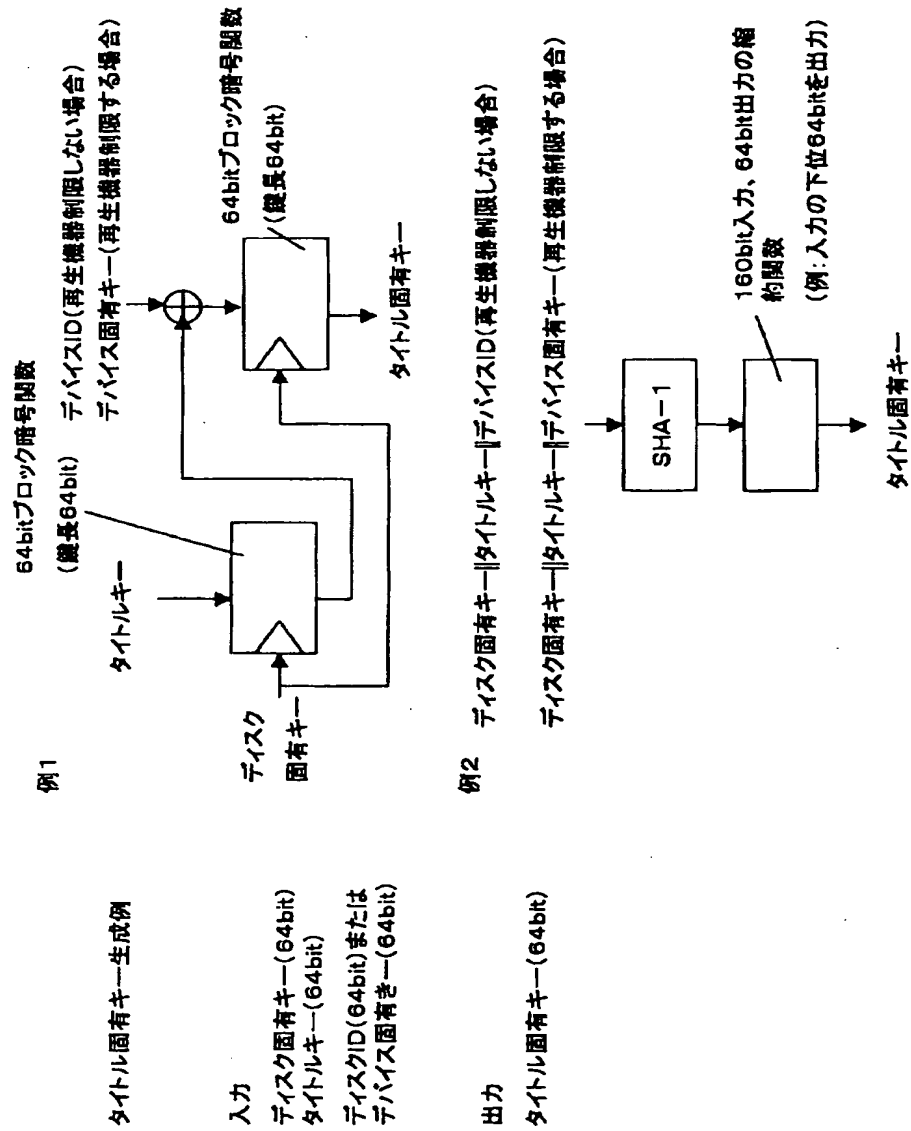 タイトル固有キー生成例
入力
ディスク固有キー(64bit)
タイトルキー(64bit)
ディスクID(64bit)または
デバイス固有き一(64bit)
出力
タイトル固有キー(64bit)
例1
64bitブロック暗号関数
(鍵長64bit)
タイトルキー
ディスク
固有キー
デバイスID(再生機器制限しない場合)
デバイス固有キー(再生機器制限する場合)
64bitブロック暗号関数
(鍵長64bit)
タイトル固有キー
例2
ディスク固有キー||タイトルキー||デバイスID(再生機器制限しない場合)
ディスク固有キー||タイトルキー||デバイス固有キー(再生機器制限する場合)
SHA-1
160bit入力、64bit出力の縮
約関数
(例:入力の下位64bitを出力)
タイトル固有キー